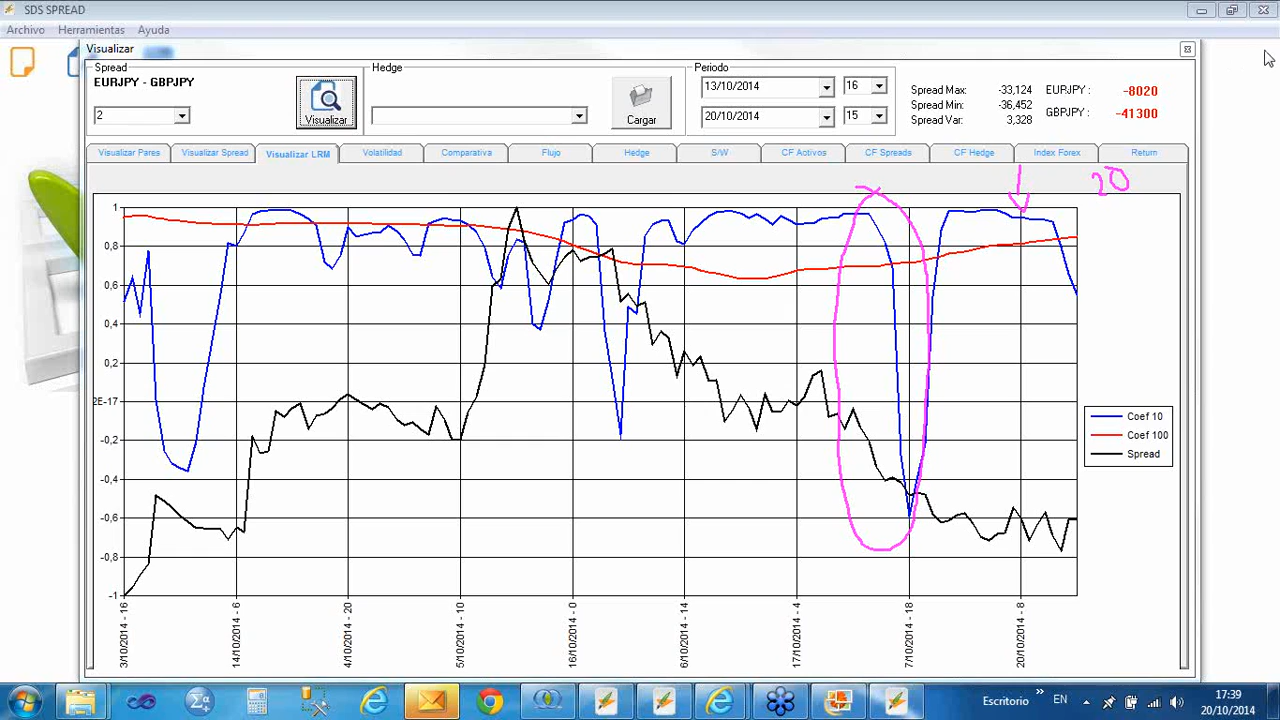 SDS SPREAD
Archivo Herramientas Ayuda
Visualizar
Spread
EURJPY - GBPJPY
2
Visualizar
Hedge
Cargar
Periodo
13/10/2014 16
20/10/2014 15
Spread Max: -33,124
Spread Min: -36,452
Spread Var: 3,328
EURJPY : -8020
GBPJPY : -41300
Visualizar Pares Visualizar Spread Visualizar LRM Volatilidad Comparativa Flujo Hedge S/W CF Activos CF Spreads CF Hedge Index Forex Return
20
1
0,8
0,6
0,4
0,2
2E-17
-0,2
-0,4
-0,6
-0,8
-1
3/10/2014 - 16
14/10/2014 - 6
4/10/2014 - 20
5/10/2014 - 10
16/10/2014 - 0
6/10/2014 - 14
17/10/2014 - 4
7/10/2014 - 18
20/10/2014 - 8
Coef 10
Coef 100
Spread
Escritorio » EN
17:39
20/10/2014